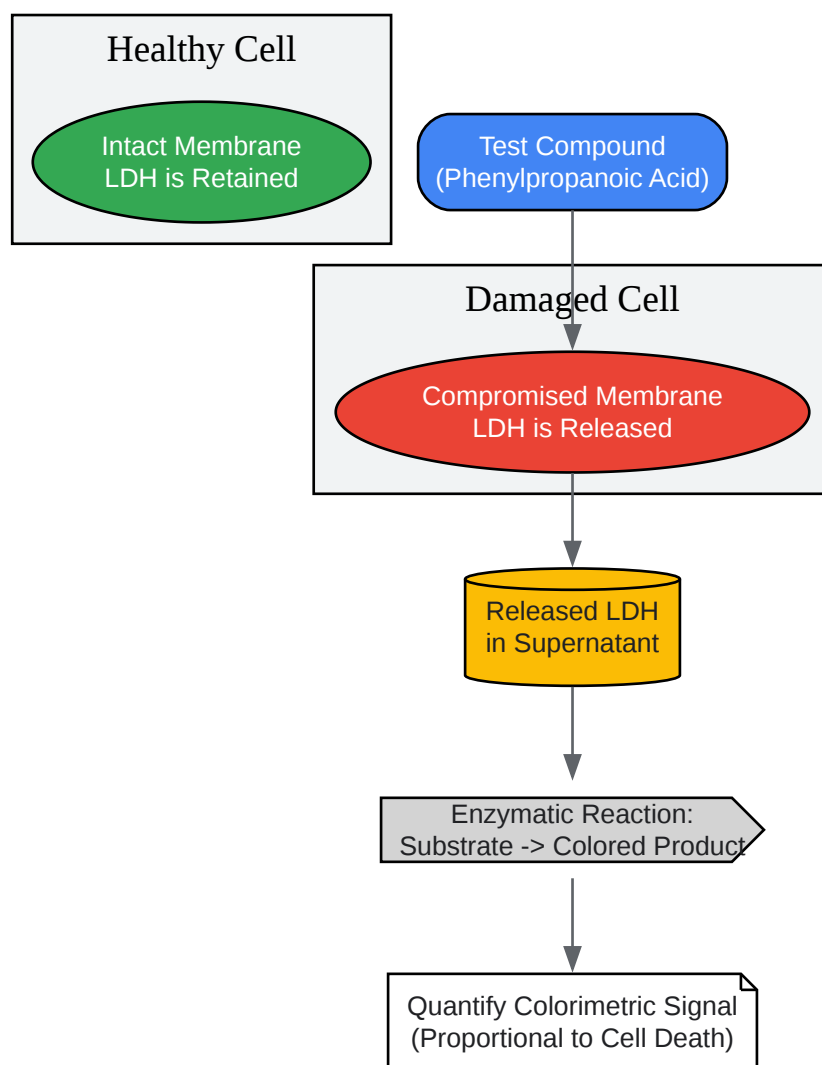 Healthy Cell
Intact Membrane
LDH is Retained
Test Compound
(Phenylpropanoic Acid)
Damaged Cell
Compromised Membrane
LDH is Released
Released LDH
in Supernatant
Enzymatic Reaction:
Substrate -> Colored Product
Quantify Colorimetric Signal
(Proportional to Cell Death)